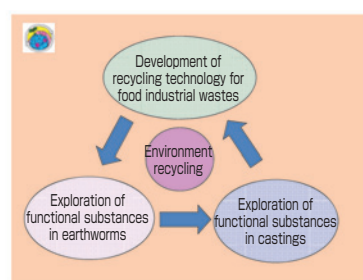 Development of
recycling technology for
food industrial wastes
Environment
recycling
Exploration of
functional substances
in earthworms
Exploration of
functional substances
in castings